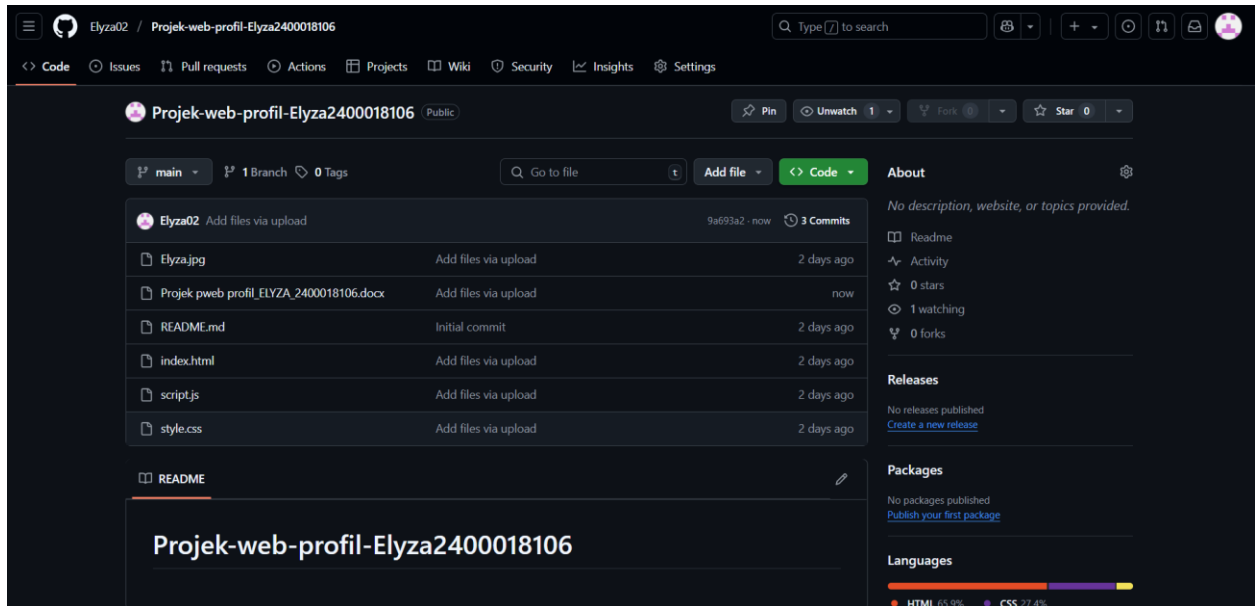 Elyza02 / Projek-web-profil-Elyza2400018106
Type / to search
Code Issues Pull requests Actions Projects Wiki Security Insights Settings
Projek-web-profil-Elyza2400018106 Public
Pin Unwatch 1 Fork 0 Star 0
main 1 Branch 0 Tags
Go to file t Add file Code
Elyza02 Add files via upload 9a693a2 · now 3 Commits
Elyza.jpg Add files via upload 2 days ago
Projek pweb profil_ELYZA_2400018106.docx Add files via upload now
README.md Initial commit 2 days ago
index.html Add files via upload 2 days ago
script.js Add files via upload 2 days ago
style.css Add files via upload 2 days ago
README
Projek-web-profil-Elyza2400018106
About
No description, website, or topics provided.
Readme
Activity
0 stars
1 watching
0 forks
Releases
No releases published
Create a new release
Packages
No packages published
Publish your first package
Languages
HTML 65.9% CSS 27.4%